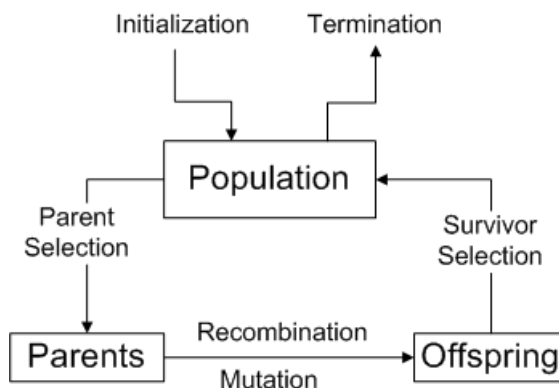 Initialization
Termination
Population
Parent
Selection
Survivor
Selection
Parents
Recombination
Mutation
Offspring